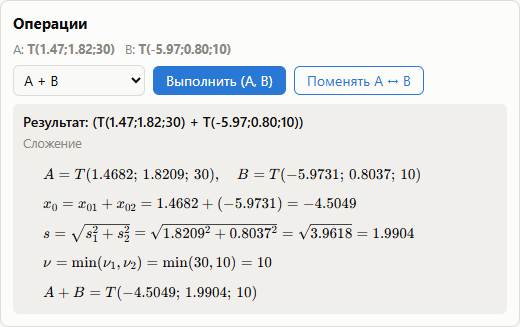 Операции
A: T(1.47;1.82;30) B: T(-5.97;0.80;10)
A + B Выполнить (A, B) Поменять A ↔ B
Результат: (T(1.47;1.82;30) + T(-5.97;0.80;10))
Сложение
A = T(1.4682; 1.8209; 30), B = T(−5.9731; 0.8037; 10)
x₀ = x₀₁ + x₀₂ = 1.4682 + (−5.9731) = −4.5049
s = √(s₁² + s₂²) = √(1.8209² + 0.8037²) = √3.9618 = 1.9904
ν = min(ν₁, ν₂) = min(30, 10) = 10
A + B = T(−4.5049; 1.9904; 10)